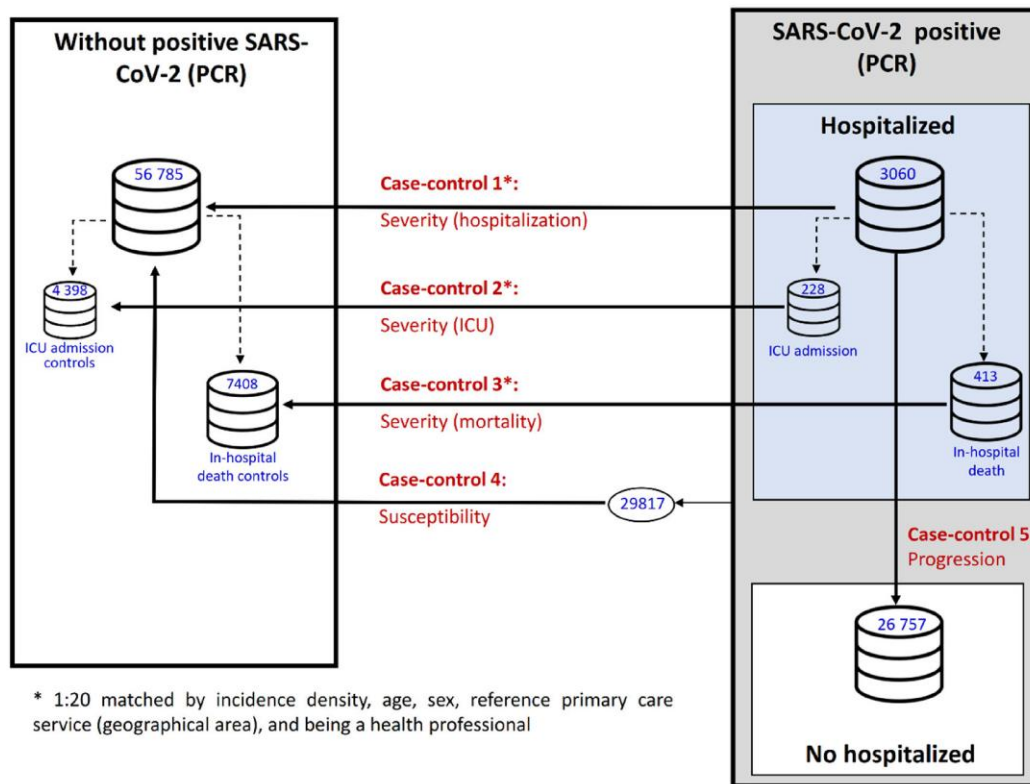 Without positive SARS-
CoV-2 (PCR)
56 785
4 398
ICU admission
controls
7408
In-hospital
death controls
Case-control 1*:
Severity (hospitalization)
Case-control 2*:
Severity (ICU)
Case-control 3*:
Severity (mortality)
Case-control 4:
Susceptibility
29817
SARS-CoV-2 positive
(PCR)
Hospitalized
3060
228
ICU admission
413
In-hospital
death
Case-control 5
Progression
26 757
No hospitalized
* 1:20 matched by incidence density, age, sex, reference primary care
service (geographical area), and being a health professional